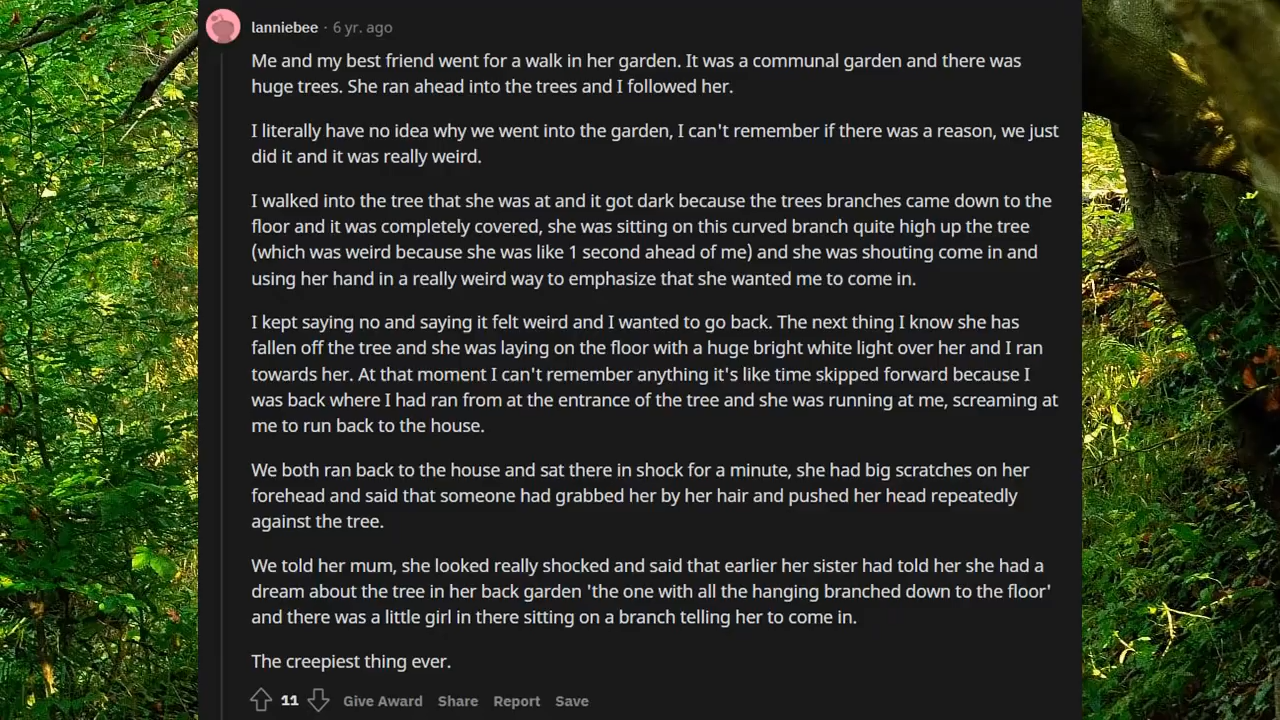 lanniebee · 6 yr. ago
Me and my best friend went for a walk in her garden. It was a communal garden and there was
huge trees. She ran ahead into the trees and I followed her.
I literally have no idea why we went into the garden, I can't remember if there was a reason, we just
did it and it was really weird.
I walked into the tree that she was at and it got dark because the trees branches came down to the
floor and it was completely covered, she was sitting on this curved branch quite high up the tree
(which was weird because she was like 1 second ahead of me) and she was shouting come in and
using her hand in a really weird way to emphasize that she wanted me to come in.
I kept saying no and saying it felt weird and I wanted to go back. The next thing I know she has
fallen off the tree and she was laying on the floor with a huge bright white light over her and I ran
towards her. At that moment I can't remember anything it's like time skipped forward because I
was back where I had ran from at the entrance of the tree and she was running at me, screaming at
me to run back to the house.
We both ran back to the house and sat there in shock for a minute, she had big scratches on her
forehead and said that someone had grabbed her by her hair and pushed her head repeatedly
against the tree.
We told her mum, she looked really shocked and said that earlier her sister had told her she had a
dream about the tree in her back garden 'the one with all the hanging branched down to the floor'
and there was a little girl in there sitting on a branch telling her to come in.
The creepiest thing ever.
11 Give Award Share Report Save